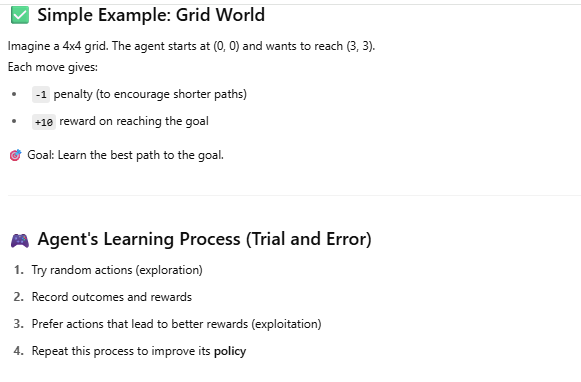 ✅ Simple Example: Grid World
Imagine a 4x4 grid. The agent starts at (0, 0) and wants to reach (3, 3).
Each move gives:
• -1 penalty (to encourage shorter paths)
• +10 reward on reaching the goal
🎯 Goal: Learn the best path to the goal.
🎮 Agent's Learning Process (Trial and Error)
1. Try random actions (exploration)
2. Record outcomes and rewards
3. Prefer actions that lead to better rewards (exploitation)
4. Repeat this process to improve its policy